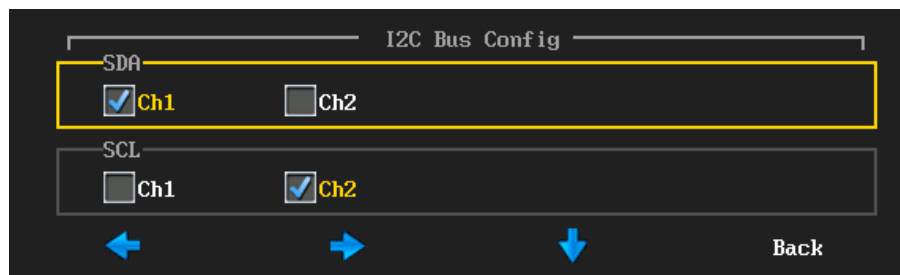 I2C Bus Config
SDA
Ch1 Ch2
SCL
Ch1 Ch2
Back